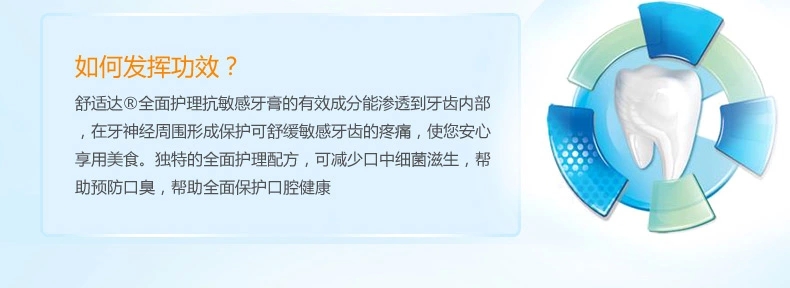 如何发挥功效？
舒适达®全面护理抗敏感牙膏的有效成分能渗透到牙齿内部
，在牙神经周围形成保护可舒缓敏感牙齿的疼痛，使您安心
享用美食。独特的全面护理配方，可减少口中细菌滋生，帮
助预防口臭，帮助全面保护口腔健康